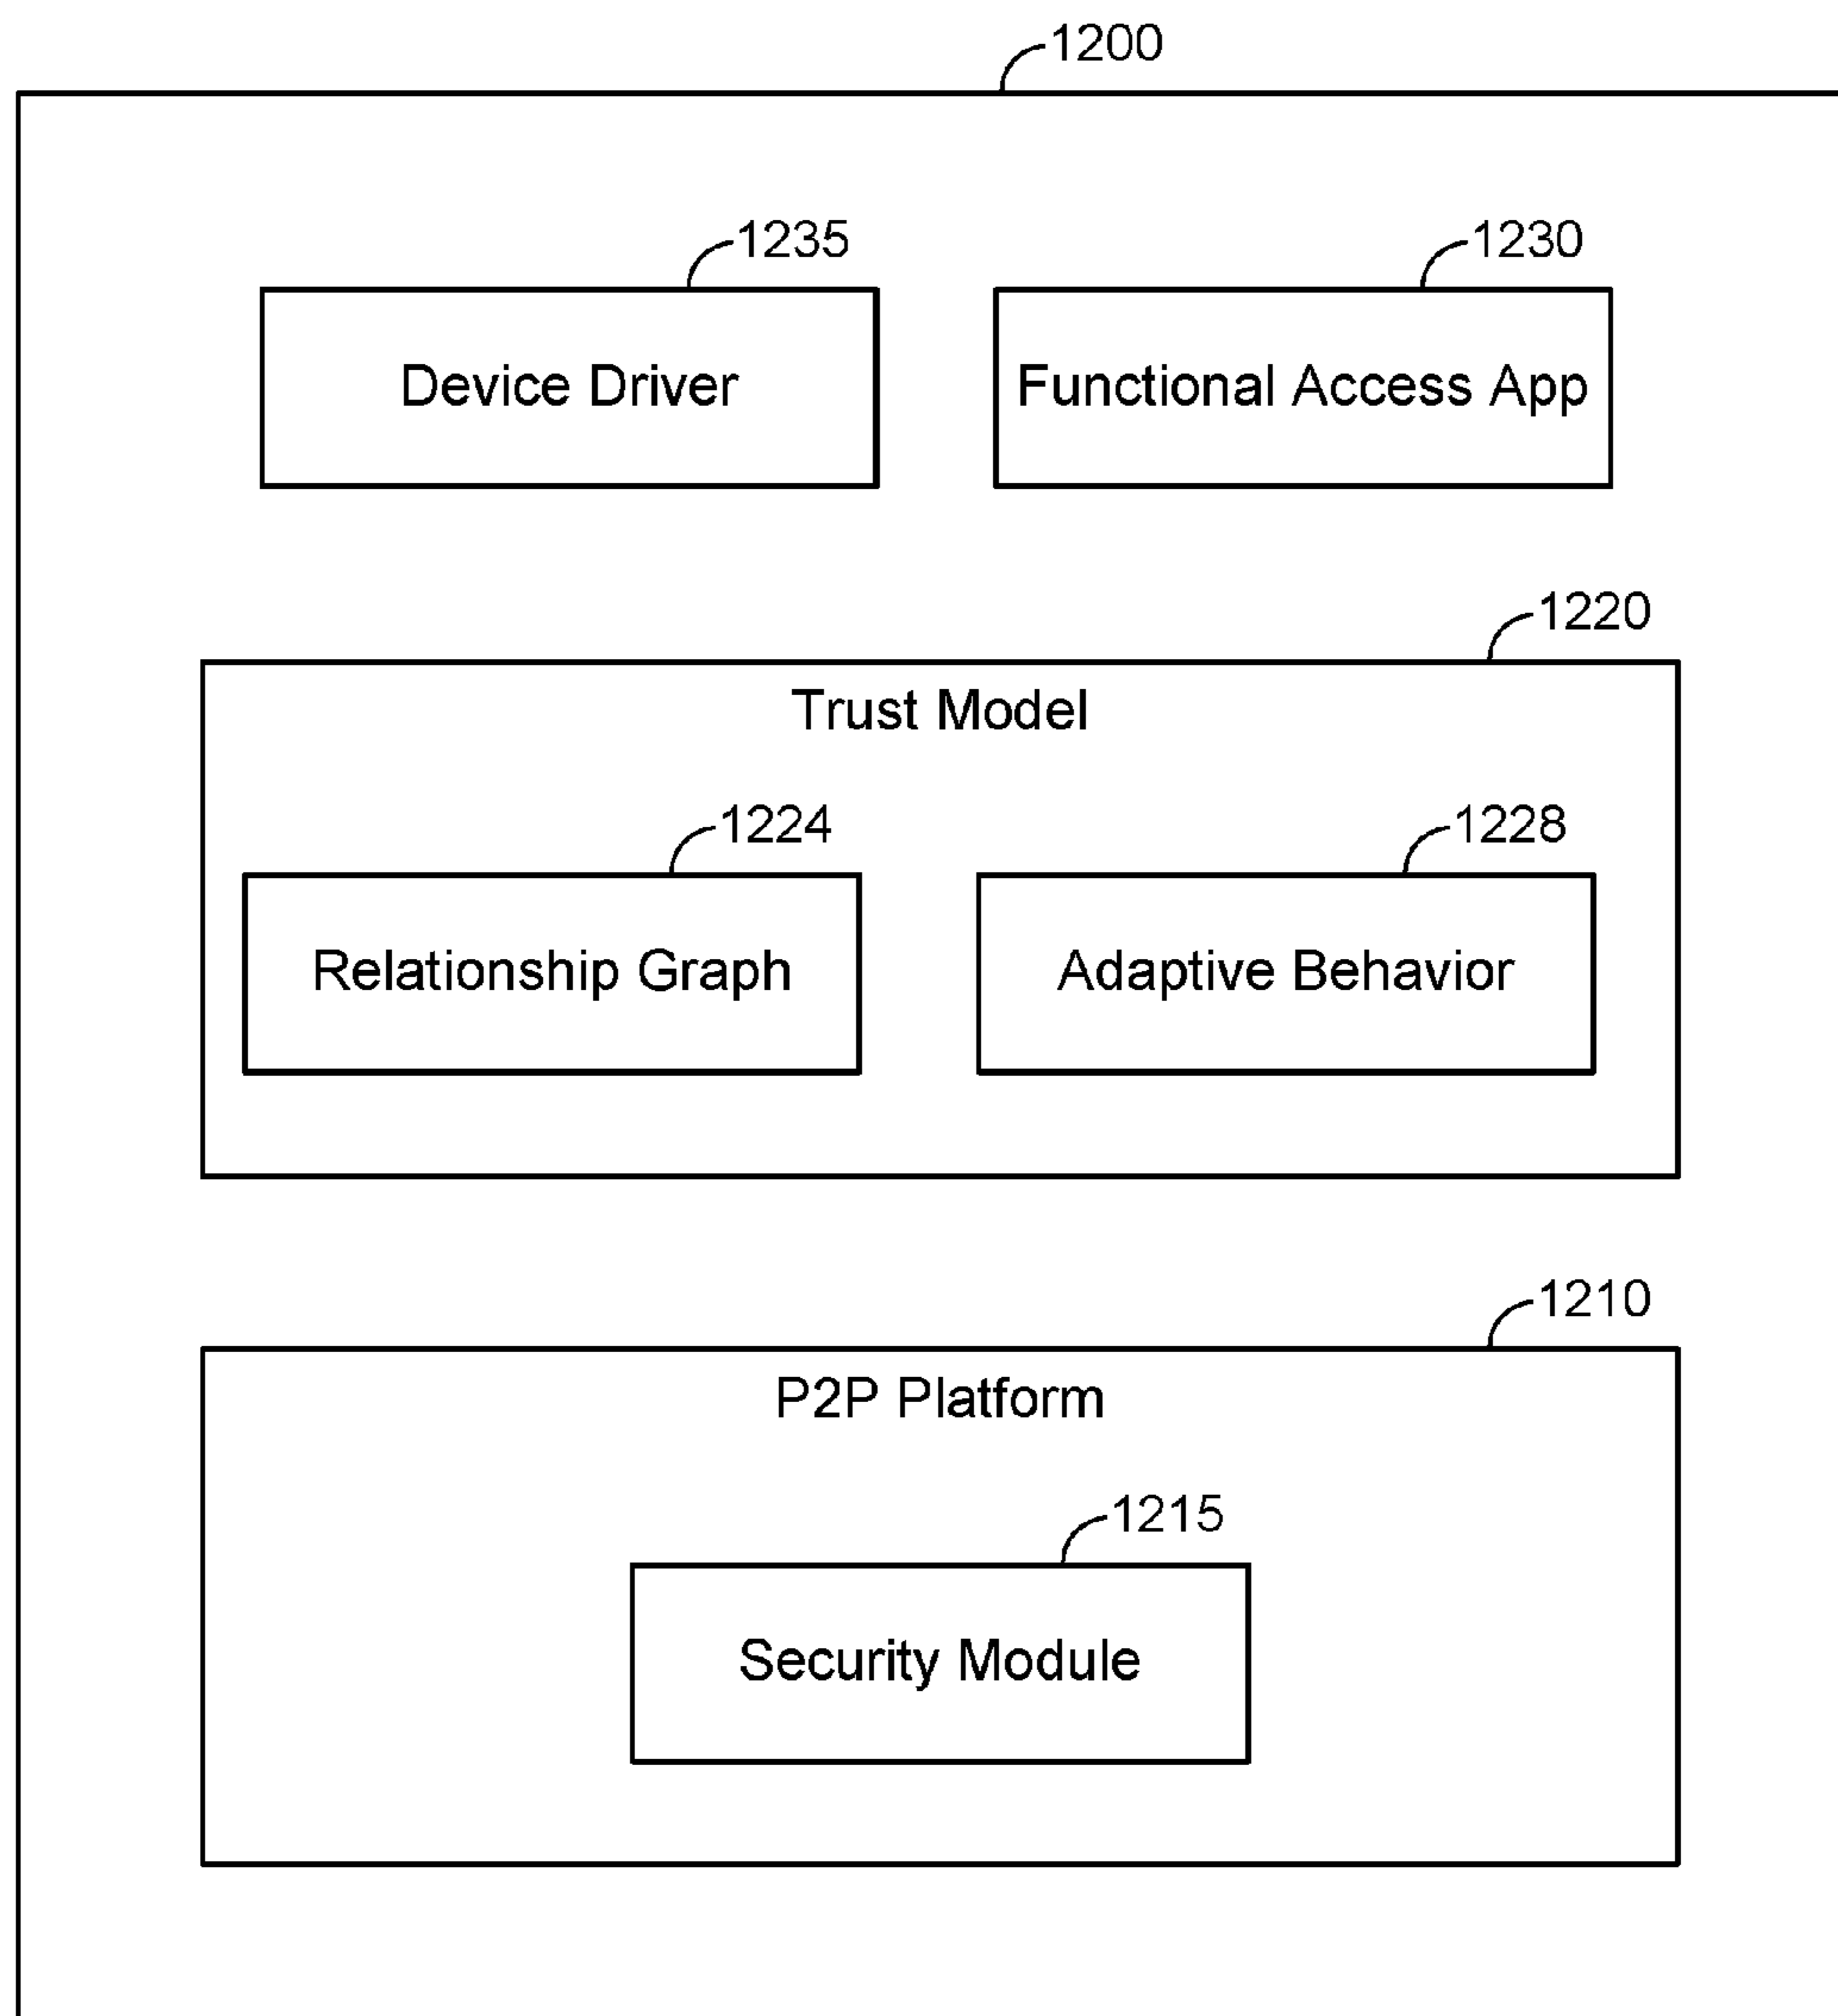 1200
1235
1230
Device Driver
Functional Access App
1220
Trust Model
1224
1228
Relationship Graph
Adaptive Behavior
1210
P2P Platform
1215
Security Module